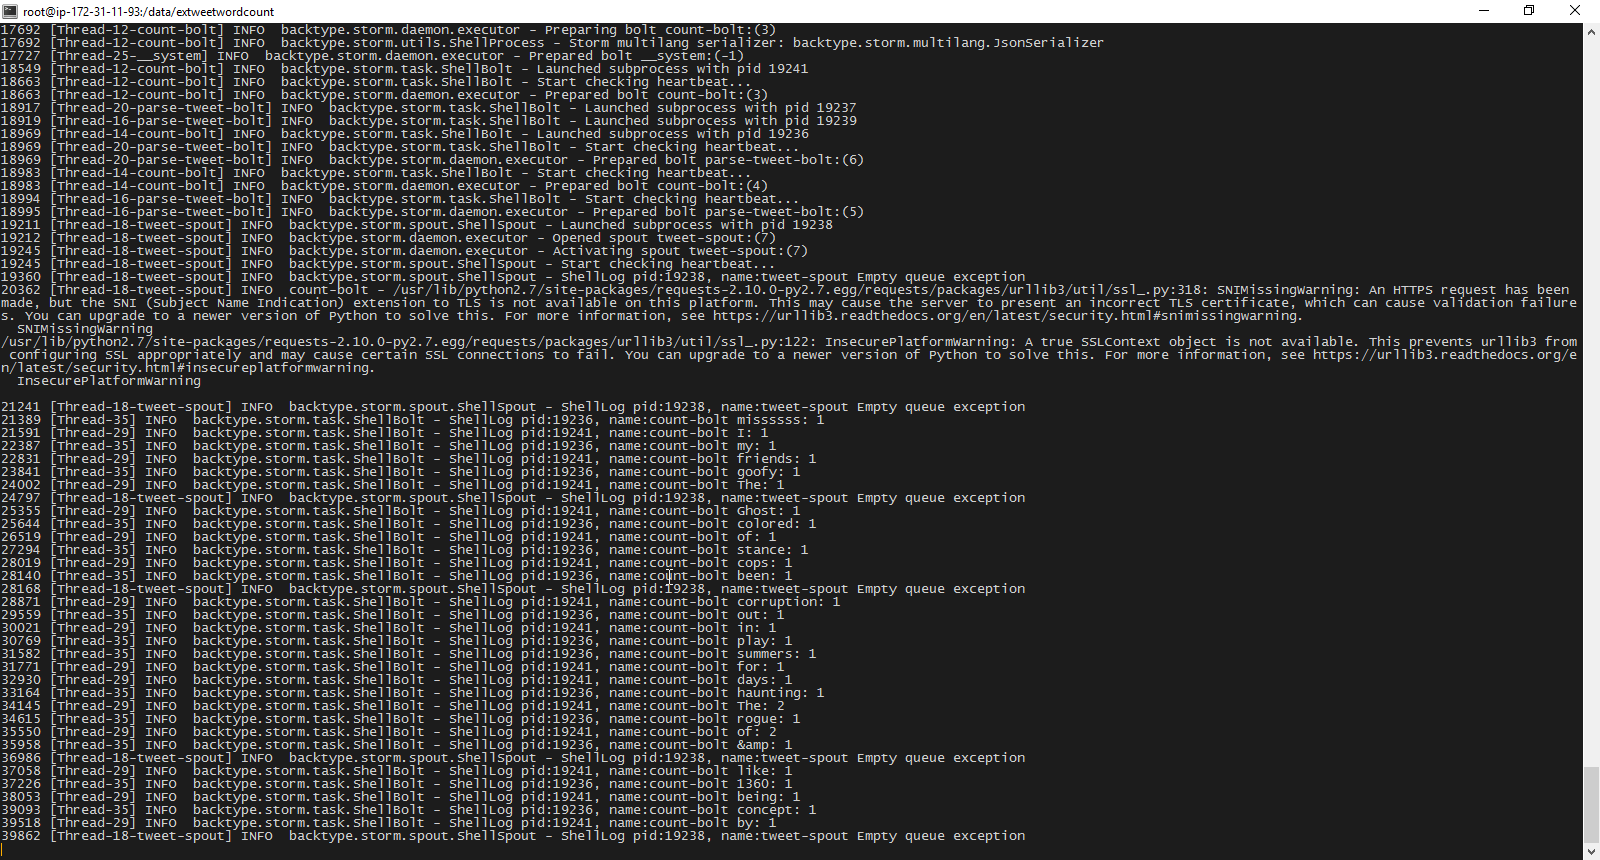 root@ip-172-31-11-93:/data/extweetwordcount
17692 [Thread-12-count-bolt] INFO  backtype.storm.daemon.executor - Preparing bolt count-bolt:(3)
17692 [Thread-12-count-bolt] INFO  backtype.storm.utils.ShellProcess - Storm multilang serializer: backtype.storm.multilang.JsonSerializer
17727 [Thread-25-__system] INFO  backtype.storm.daemon.executor - Prepared bolt __system:(-1)
18549 [Thread-12-count-bolt] INFO  backtype.storm.task.ShellBolt - Launched subprocess with pid 19241
18663 [Thread-12-count-bolt] INFO  backtype.storm.task.ShellBolt - Start checking heartbeat...
18663 [Thread-12-count-bolt] INFO  backtype.storm.daemon.executor - Prepared bolt count-bolt:(3)
18917 [Thread-20-parse-tweet-bolt] INFO  backtype.storm.task.ShellBolt - Launched subprocess with pid 19237
18919 [Thread-16-parse-tweet-bolt] INFO  backtype.storm.task.ShellBolt - Launched subprocess with pid 19239
18969 [Thread-14-count-bolt] INFO  backtype.storm.task.ShellBolt - Launched subprocess with pid 19236
18969 [Thread-20-parse-tweet-bolt] INFO  backtype.storm.task.ShellBolt - Start checking heartbeat...
18969 [Thread-20-parse-tweet-bolt] INFO  backtype.storm.daemon.executor - Prepared bolt parse-tweet-bolt:(6)
18983 [Thread-14-count-bolt] INFO  backtype.storm.task.ShellBolt - Start checking heartbeat...
18983 [Thread-14-count-bolt] INFO  backtype.storm.daemon.executor - Prepared bolt count-bolt:(4)
18994 [Thread-16-parse-tweet-bolt] INFO  backtype.storm.task.ShellBolt - Start checking heartbeat...
18995 [Thread-16-parse-tweet-bolt] INFO  backtype.storm.daemon.executor - Prepared bolt parse-tweet-bolt:(5)
19211 [Thread-18-tweet-spout] INFO  backtype.storm.spout.ShellSpout - Launched subprocess with pid 19238
19212 [Thread-18-tweet-spout] INFO  backtype.storm.daemon.executor - Opened spout tweet-spout:(7)
19245 [Thread-18-tweet-spout] INFO  backtype.storm.daemon.executor - Activating spout tweet-spout:(7)
19245 [Thread-18-tweet-spout] INFO  backtype.storm.spout.ShellSpout - Start checking heartbeat...
19360 [Thread-18-tweet-spout] INFO  backtype.storm.spout.ShellSpout - ShellLog pid:19238, name:tweet-spout Empty queue exception
20362 [Thread-18-tweet-spout] INFO  count-bolt - /usr/lib/python2.7/site-packages/requests-2.10.0-py2.7.egg/requests/packages/urllib3/util/ssl_.py:318: SNIMissingWarning: An HTTPS request has been
made, but the SNI (Subject Name Indication) extension to TLS is not available on this platform. This may cause the server to present an incorrect TLS certificate, which can cause validation failure
s. You can upgrade to a newer version of Python to solve this. For more information, see https://urllib3.readthedocs.org/en/latest/security.html#snimissingwarning.
  SNIMissingWarning
/usr/lib/python2.7/site-packages/requests-2.10.0-py2.7.egg/requests/packages/urllib3/util/ssl_.py:122: InsecurePlatformWarning: A true SSLContext object is not available. This prevents urllib3 from
 configuring SSL appropriately and may cause certain SSL connections to fail. You can upgrade to a newer version of Python to solve this. For more information, see https://urllib3.readthedocs.org/e
n/latest/security.html#insecureplatformwarning.
  InsecurePlatformWarning
21241 [Thread-18-tweet-spout] INFO  backtype.storm.spout.ShellSpout - ShellLog pid:19238, name:tweet-spout Empty queue exception
21389 [Thread-35] INFO  backtype.storm.task.ShellBolt - ShellLog pid:19236, name:count-bolt missssss: 1
21591 [Thread-29] INFO  backtype.storm.task.ShellBolt - ShellLog pid:19241, name:count-bolt I: 1
22387 [Thread-35] INFO  backtype.storm.task.ShellBolt - ShellLog pid:19236, name:count-bolt my: 1
22831 [Thread-29] INFO  backtype.storm.task.ShellBolt - ShellLog pid:19241, name:count-bolt friends: 1
23841 [Thread-35] INFO  backtype.storm.task.ShellBolt - ShellLog pid:19236, name:count-bolt goofy: 1
24002 [Thread-29] INFO  backtype.storm.task.ShellBolt - ShellLog pid:19241, name:count-bolt The: 1
24797 [Thread-18-tweet-spout] INFO  backtype.storm.spout.ShellSpout - ShellLog pid:19238, name:tweet-spout Empty queue exception
25355 [Thread-29] INFO  backtype.storm.task.ShellBolt - ShellLog pid:19241, name:count-bolt Ghost: 1
25644 [Thread-35] INFO  backtype.storm.task.ShellBolt - ShellLog pid:19236, name:count-bolt colored: 1
26519 [Thread-29] INFO  backtype.storm.task.ShellBolt - ShellLog pid:19241, name:count-bolt of: 1
27294 [Thread-35] INFO  backtype.storm.task.ShellBolt - ShellLog pid:19236, name:count-bolt stance: 1
28019 [Thread-29] INFO  backtype.storm.task.ShellBolt - ShellLog pid:19241, name:count-bolt cops: 1
28140 [Thread-35] INFO  backtype.storm.task.ShellBolt - ShellLog pid:19236, name:count-bolt been: 1
28168 [Thread-18-tweet-spout] INFO  backtype.storm.spout.ShellSpout - ShellLog pid:19238, name:tweet-spout Empty queue exception
28871 [Thread-29] INFO  backtype.storm.task.ShellBolt - ShellLog pid:19241, name:count-bolt corruption: 1
29559 [Thread-35] INFO  backtype.storm.task.ShellBolt - ShellLog pid:19236, name:count-bolt out: 1
30021 [Thread-29] INFO  backtype.storm.task.ShellBolt - ShellLog pid:19241, name:count-bolt in: 1
30769 [Thread-35] INFO  backtype.storm.task.ShellBolt - ShellLog pid:19236, name:count-bolt play: 1
31582 [Thread-35] INFO  backtype.storm.task.ShellBolt - ShellLog pid:19236, name:count-bolt summers: 1
31771 [Thread-29] INFO  backtype.storm.task.ShellBolt - ShellLog pid:19241, name:count-bolt for: 1
32930 [Thread-29] INFO  backtype.storm.task.ShellBolt - ShellLog pid:19241, name:count-bolt days: 1
33164 [Thread-35] INFO  backtype.storm.task.ShellBolt - ShellLog pid:19236, name:count-bolt haunting: 1
34145 [Thread-29] INFO  backtype.storm.task.ShellBolt - ShellLog pid:19241, name:count-bolt The: 2
34615 [Thread-35] INFO  backtype.storm.task.ShellBolt - ShellLog pid:19236, name:count-bolt rogue: 1
35550 [Thread-29] INFO  backtype.storm.task.ShellBolt - ShellLog pid:19241, name:count-bolt of: 2
35958 [Thread-35] INFO  backtype.storm.task.ShellBolt - ShellLog pid:19236, name:count-bolt &amp: 1
36986 [Thread-18-tweet-spout] INFO  backtype.storm.spout.ShellSpout - ShellLog pid:19238, name:tweet-spout Empty queue exception
37058 [Thread-29] INFO  backtype.storm.task.ShellBolt - ShellLog pid:19241, name:count-bolt like: 1
37226 [Thread-35] INFO  backtype.storm.task.ShellBolt - ShellLog pid:19236, name:count-bolt 1360: 1
38053 [Thread-29] INFO  backtype.storm.task.ShellBolt - ShellLog pid:19241, name:count-bolt being: 1
39093 [Thread-35] INFO  backtype.storm.task.ShellBolt - ShellLog pid:19236, name:count-bolt concept: 1
39518 [Thread-29] INFO  backtype.storm.task.ShellBolt - ShellLog pid:19241, name:count-bolt by: 1
39862 [Thread-18-tweet-spout] INFO  backtype.storm.spout.ShellSpout - ShellLog pid:19238, name:tweet-spout Empty queue exception